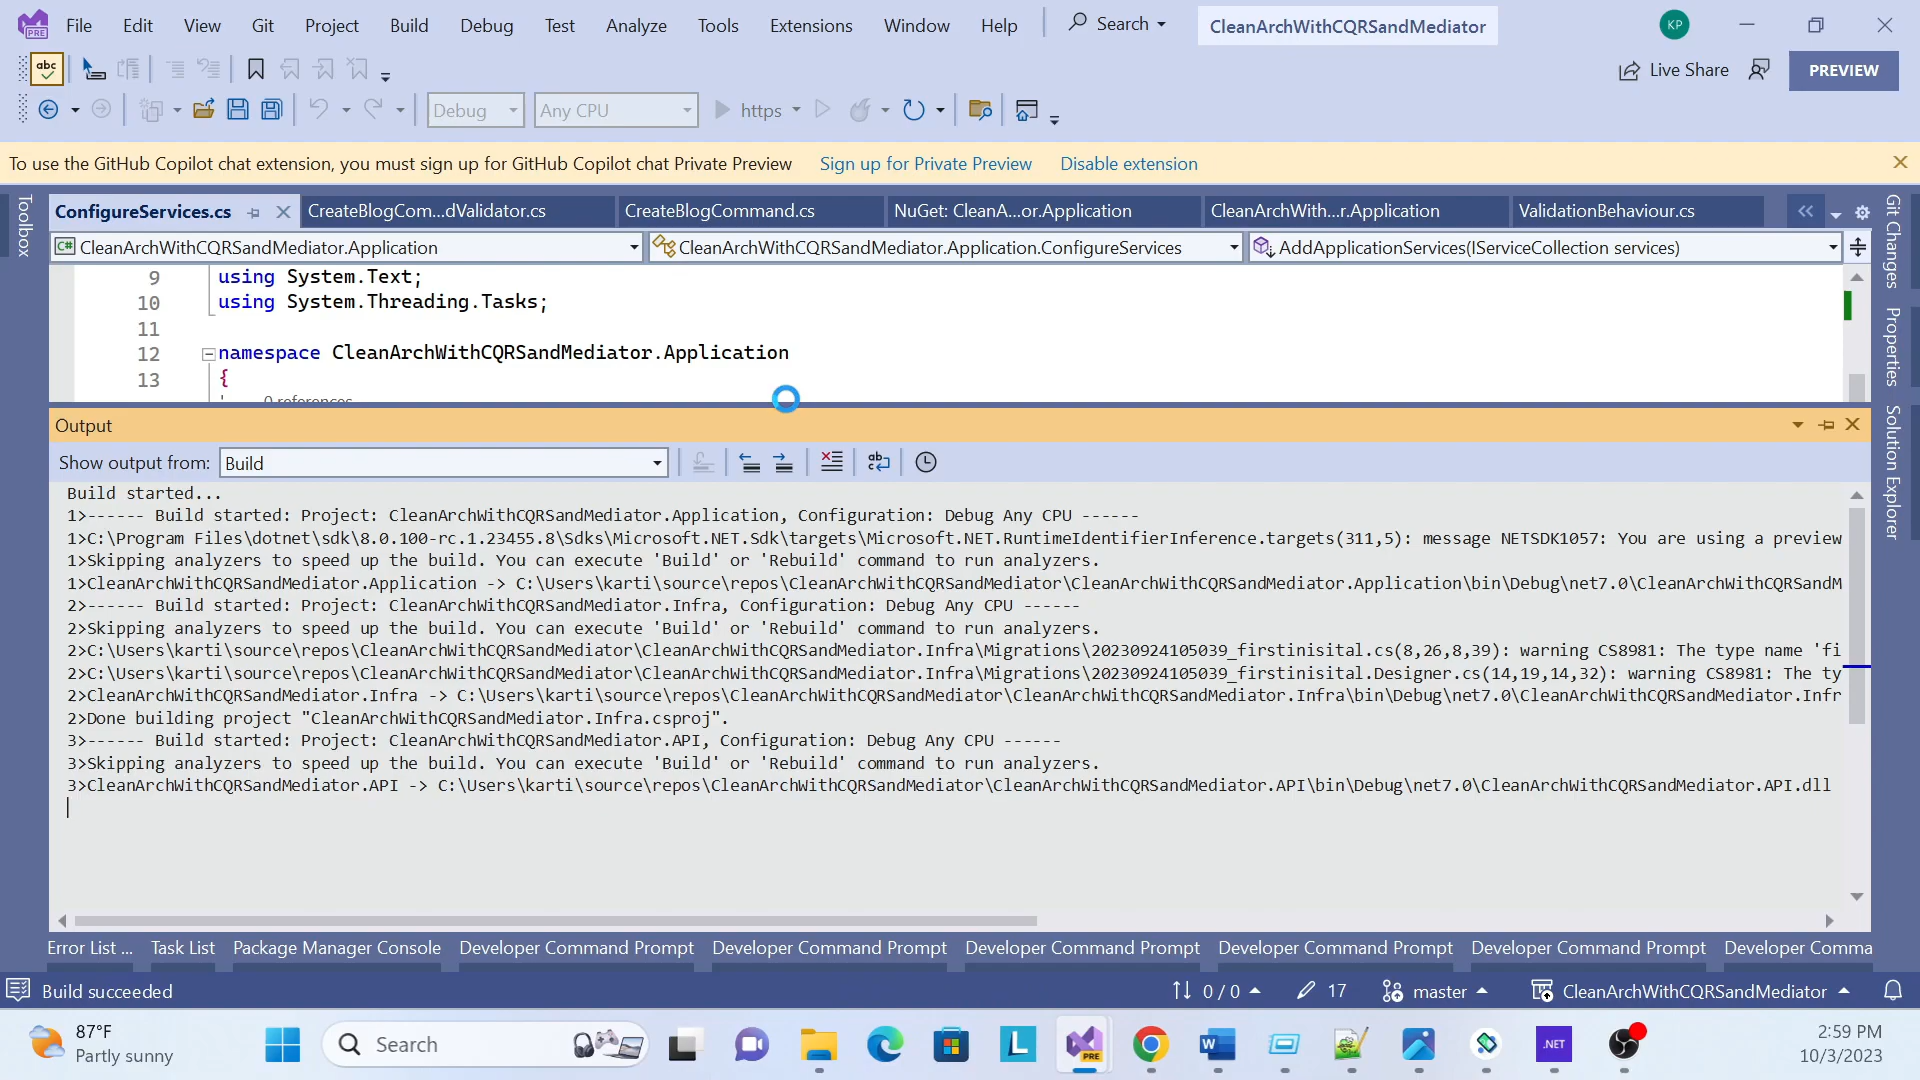 File Edit View Git Project Build Debug Test Analyze Tools Extensions Window Help Search CleanArchWithCQRSandMediator KP
PRE
abc Live Share PREVIEW
Debug Any CPU https
To use the GitHub Copilot chat extension, you must sign up for GitHub Copilot chat Private Preview Sign up for Private Preview Disable extension
Toolbox
ConfigureServices.cs CreateBlogCom...dValidator.cs CreateBlogCommand.cs NuGet: CleanA...or.Application CleanArchWith...r.Application ValidationBehaviour.cs
CleanArchWithCQRSandMediator.Application CleanArchWithCQRSandMediator.Application.ConfigureServices AddApplicationServices(IServiceCollection services)
Git Changes
Properties
Solution Explorer
9 using System.Text;
10 using System.Threading.Tasks;
11
12 namespace CleanArchWithCQRSandMediator.Application
13 {
0 references
Output
Show output from: Build
Build started...
1>------ Build started: Project: CleanArchWithCQRSandMediator.Application, Configuration: Debug Any CPU ------
1>C:\Program Files\dotnet\sdk\8.0.100-rc.1.23455.8\Sdks\Microsoft.NET.Sdk\targets\Microsoft.NET.RuntimeIdentifierInference.targets(311,5): message NETSDK1057: You are using a preview
1>Skipping analyzers to speed up the build. You can execute 'Build' or 'Rebuild' command to run analyzers.
1>CleanArchWithCQRSandMediator.Application -> C:\Users\karti\source\repos\CleanArchWithCQRSandMediator\CleanArchWithCQRSandMediator.Application\bin\Debug\net7.0\CleanArchWithCQRSandM
2>------ Build started: Project: CleanArchWithCQRSandMediator.Infra, Configuration: Debug Any CPU ------
2>Skipping analyzers to speed up the build. You can execute 'Build' or 'Rebuild' command to run analyzers.
2>C:\Users\karti\source\repos\CleanArchWithCQRSandMediator\CleanArchWithCQRSandMediator.Infra\Migrations\20230924105039_firstinisital.cs(8,26,8,39): warning CS8981: The type name 'fi
2>C:\Users\karti\source\repos\CleanArchWithCQRSandMediator\CleanArchWithCQRSandMediator.Infra\Migrations\20230924105039_firstinisital.Designer.cs(14,19,14,32): warning CS8981: The ty
2>CleanArchWithCQRSandMediator.Infra -> C:\Users\karti\source\repos\CleanArchWithCQRSandMediator\CleanArchWithCQRSandMediator.Infra\bin\Debug\net7.0\CleanArchWithCQRSandMediator.Infr
2>Done building project "CleanArchWithCQRSandMediator.Infra.csproj".
3>------ Build started: Project: CleanArchWithCQRSandMediator.API, Configuration: Debug Any CPU ------
3>Skipping analyzers to speed up the build. You can execute 'Build' or 'Rebuild' command to run analyzers.
3>CleanArchWithCQRSandMediator.API -> C:\Users\karti\source\repos\CleanArchWithCQRSandMediator\CleanArchWithCQRSandMediator.API\bin\Debug\net7.0\CleanArchWithCQRSandMediator.API.dll
Error List ... Task List Package Manager Console Developer Command Prompt Developer Command Prompt Developer Command Prompt Developer Command Prompt Developer Command Prompt Developer Comma
Build succeeded 0 / 0 17 master CleanArchWithCQRSandMediator
87°F
Partly sunny
Search
L
PRE
W
.NET
2:59 PM
10/3/2023